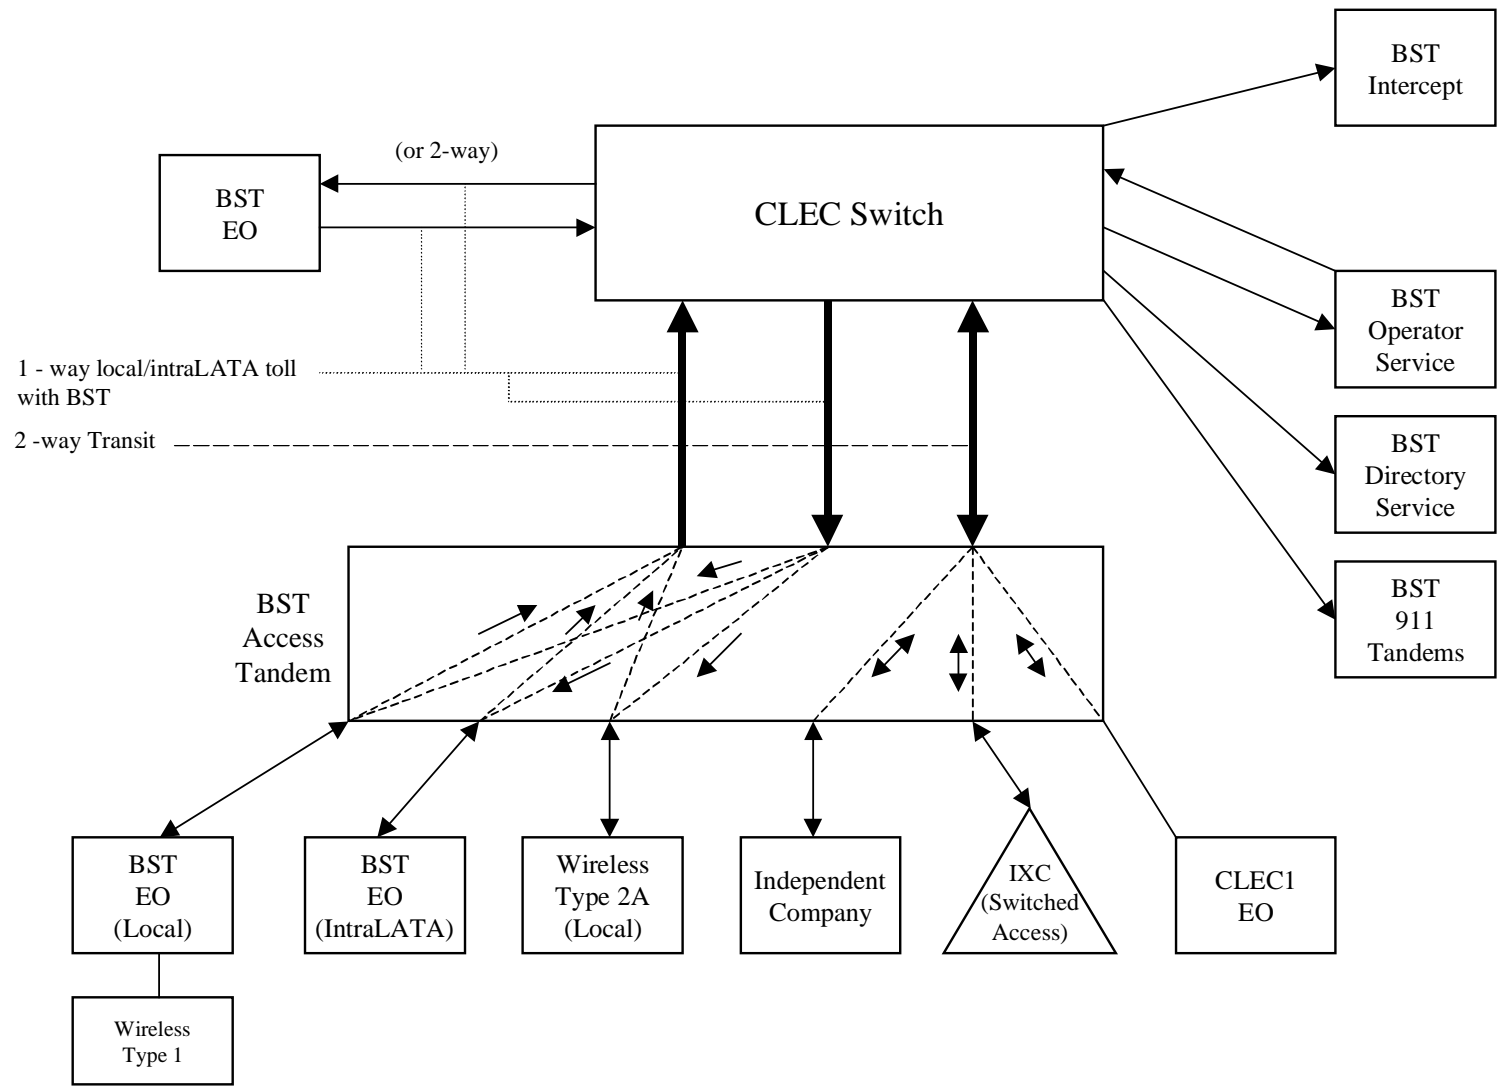 BST
Intercept
(or 2-way)
BST
EO
CLEC Switch
BST
Operator
Service
1 - way local/intraLATA toll
with BST
2 -way Transit
BST
Directory
Service
BST
911
Tandems
BST
Access
Tandem
BST
EO
(Local)
BST
EO
(IntraLATA)
Wireless
Type 2A
(Local)
Independent
Company
IXC
(Switched
Access)
CLEC1
EO
Wireless
Type 1